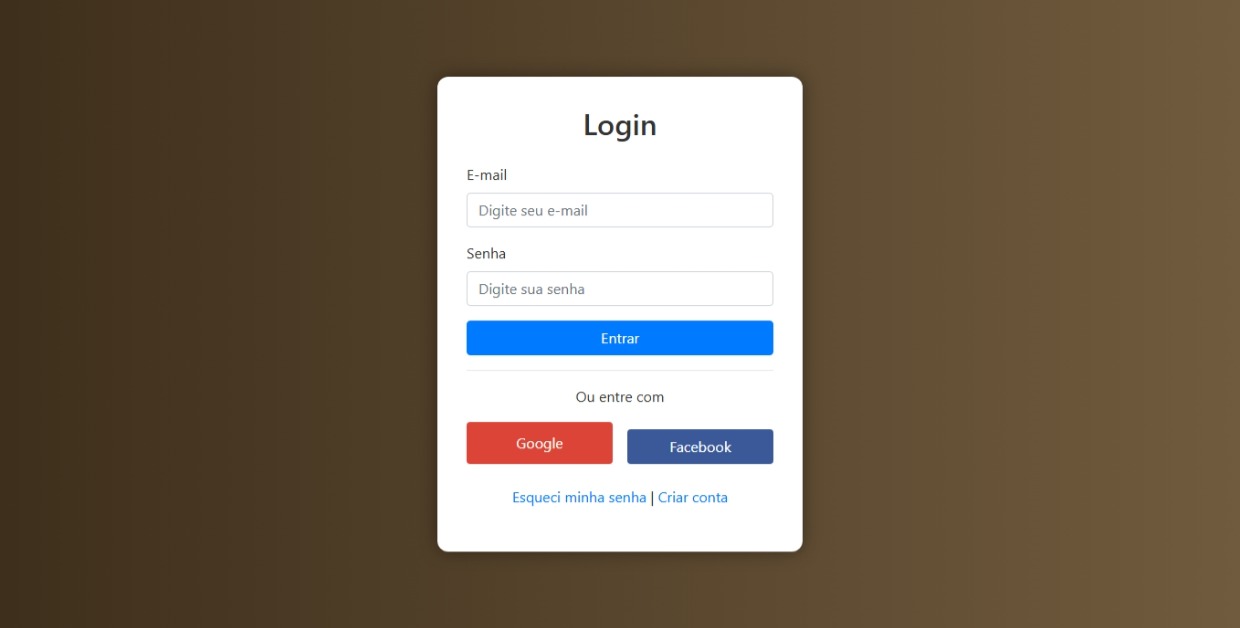 Login
E-mail
Digite seu e-mail
Senha
Digite sua senha
Entrar
Ou entre com
Google Facebook
Esqueci minha senha | Criar conta